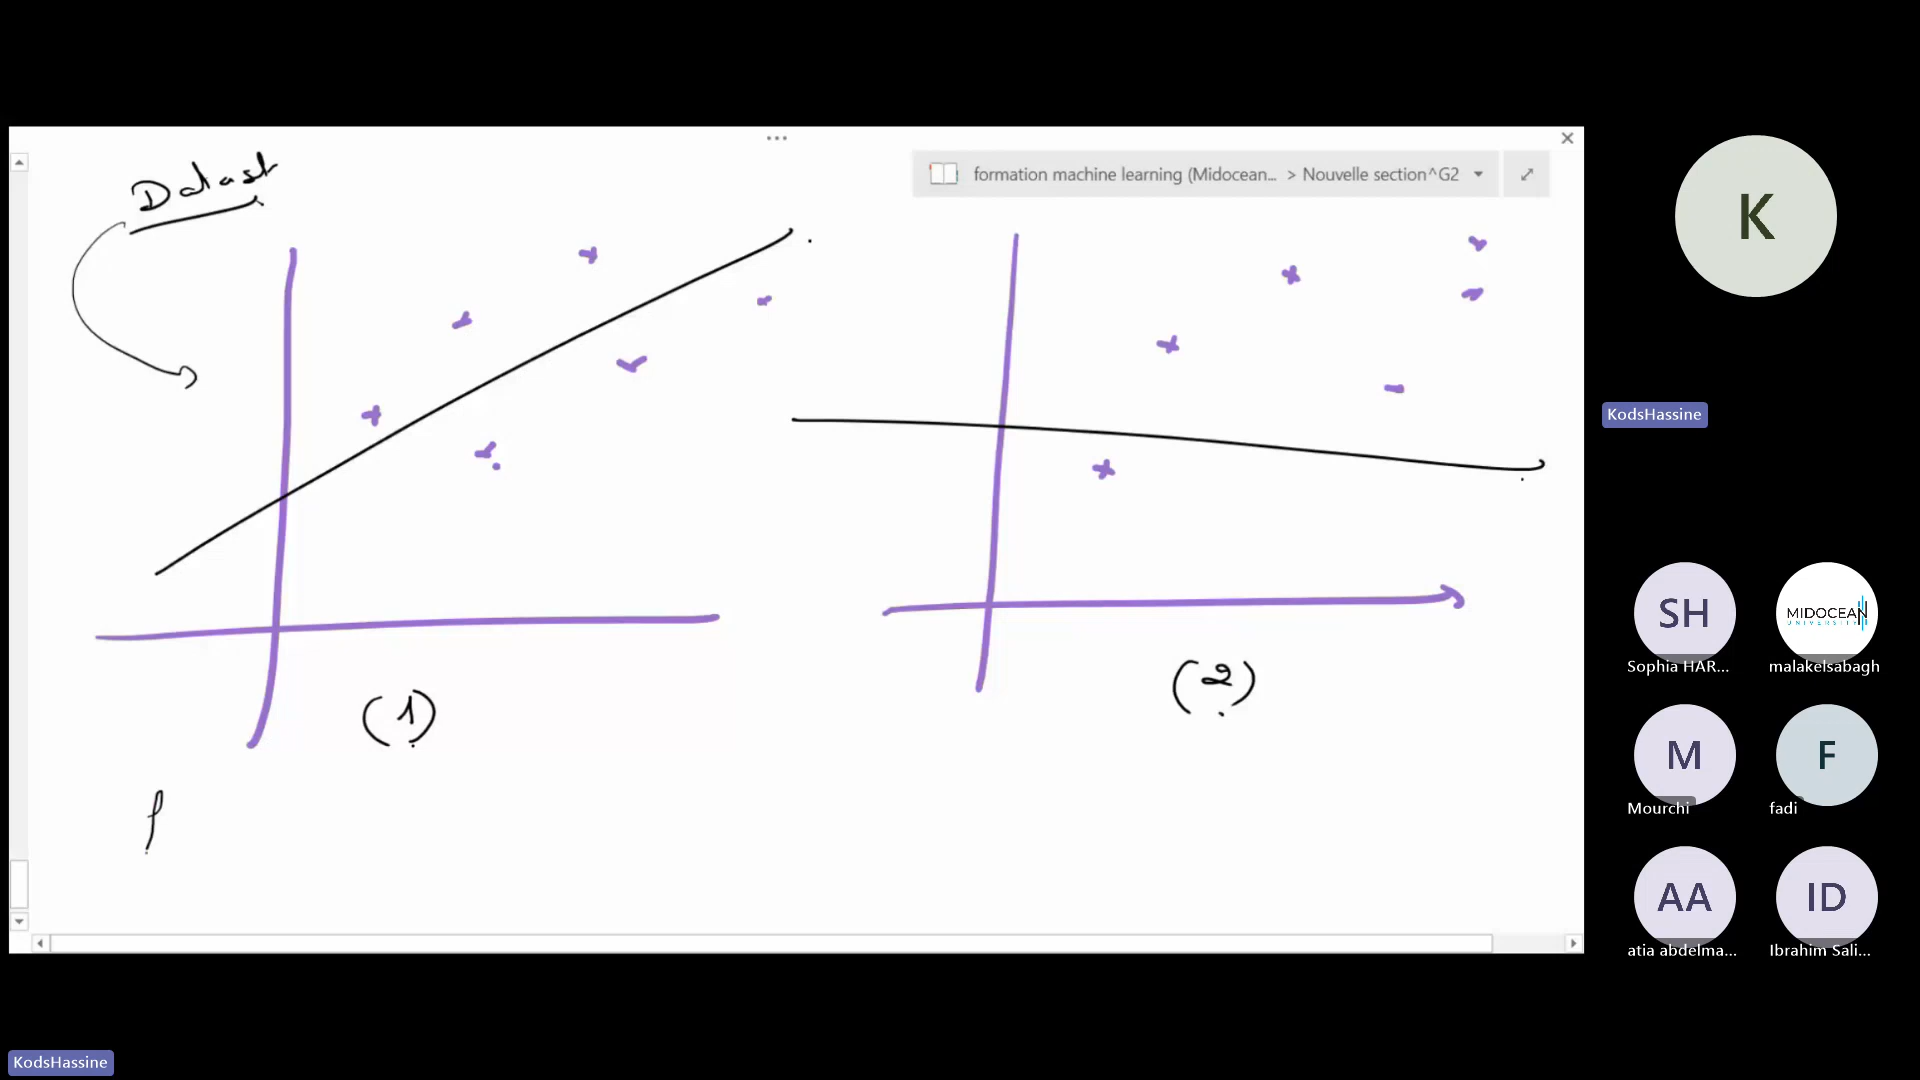 Dataset
formation machine learning (Midocean... > Nouvelle section^G2
(1)
(2)
f
K
KodsHassine
SH
Sophia HAR...
MIDOCEAN
UNIVERSITY
malakelsabagh
M
Mourchi
F
fadi
AA
atia abdelma...
ID
Ibrahim Sali...
KodsHassine